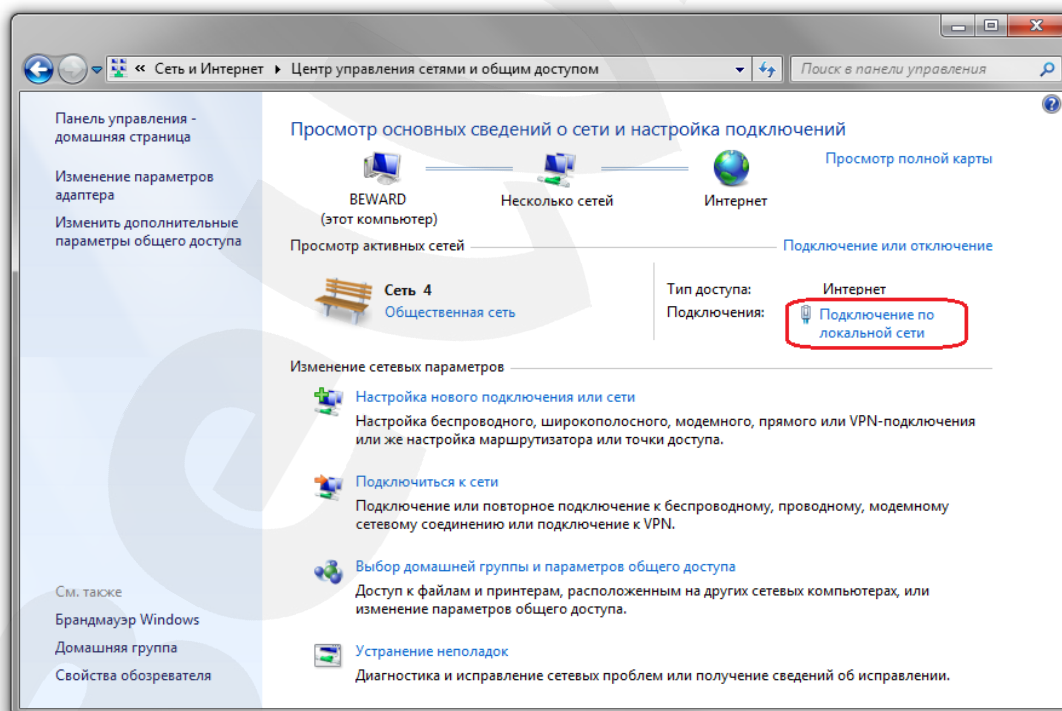 « Сеть и Интернет ▸ Центр управления сетями и общим доступом
Поиск в панели управления
Панель управления -
домашняя страница
Изменение параметров
адаптера
Изменить дополнительные
параметры общего доступа
См. также
Брандмауэр Windows
Домашняя группа
Свойства обозревателя
Просмотр основных сведений о сети и настройка подключений
Просмотр полной карты
BEWARD
(этот компьютер)
Несколько сетей
Интернет
Просмотр активных сетей
Подключение или отключение
Сеть 4
Общественная сеть
Тип доступа: Интернет
Подключения: Подключение по
локальной сети
Изменение сетевых параметров
Настройка нового подключения или сети
Настройка беспроводного, широкополосного, модемного, прямого или VPN-подключения
или же настройка маршрутизатора или точки доступа.
Подключиться к сети
Подключение или повторное подключение к беспроводному, проводному, модемному
сетевому соединению или подключение к VPN.
Выбор домашней группы и параметров общего доступа
Доступ к файлам и принтерам, расположенным на других сетевых компьютерах, или
изменение параметров общего доступа.
Устранение неполадок
Диагностика и исправление сетевых проблем или получение сведений об исправлении.